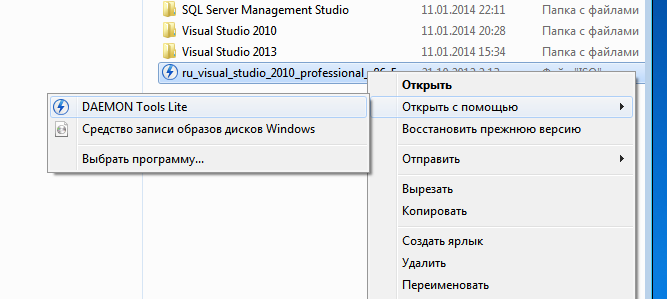 SQL Server Management Studio 11.01.2014 22:11 Папка с файлами
Visual Studio 2010 11.01.2014 20:28 Папка с файлами
Visual Studio 2013 11.01.2014 15:34 Папка с файлами
ru_visual_studio_2010_professional_
Открыть
Открыть с помощью
Восстановить прежнюю версию
Отправить
Вырезать
Копировать
Создать ярлык
Удалить
Переименовать
DAEMON Tools Lite
Средство записи образов дисков Windows
Выбрать программу...